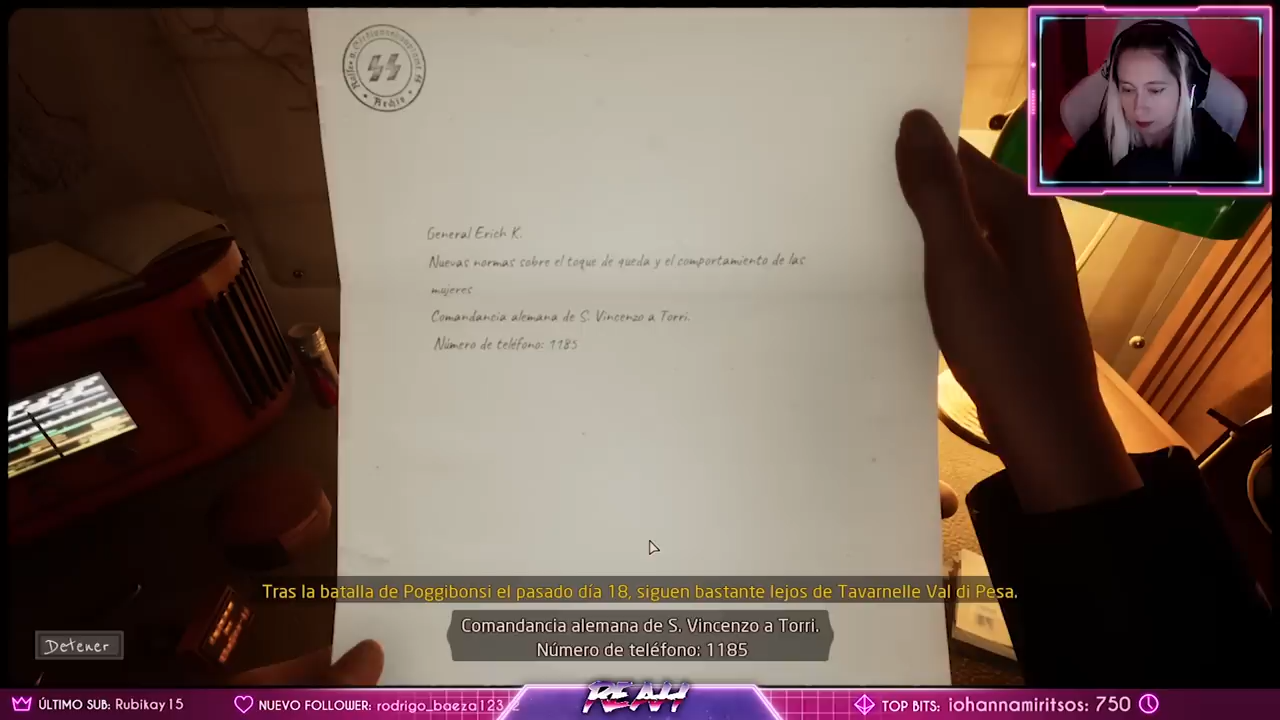 SS
Archiv
General Erich K.
Nuevas normas sobre el toque de queda y el comportamiento de las
mujeres
Comandancia alemana de S. Vincenzo a Torri.
Número de teléfono: 1185
Tras la batalla de Poggibonsi el pasado día 18, siguen bastante lejos de Tavarnelle Val di Pesa.
Comandancia alemana de S. Vincenzo a Torri.
Número de teléfono: 1185
Detener
ÚLTIMO SUB: Rubikay15
NUEVO FOLLOWER: rodrigo_baeza123
REAH
TOP BITS: iohannamiritsos: 750